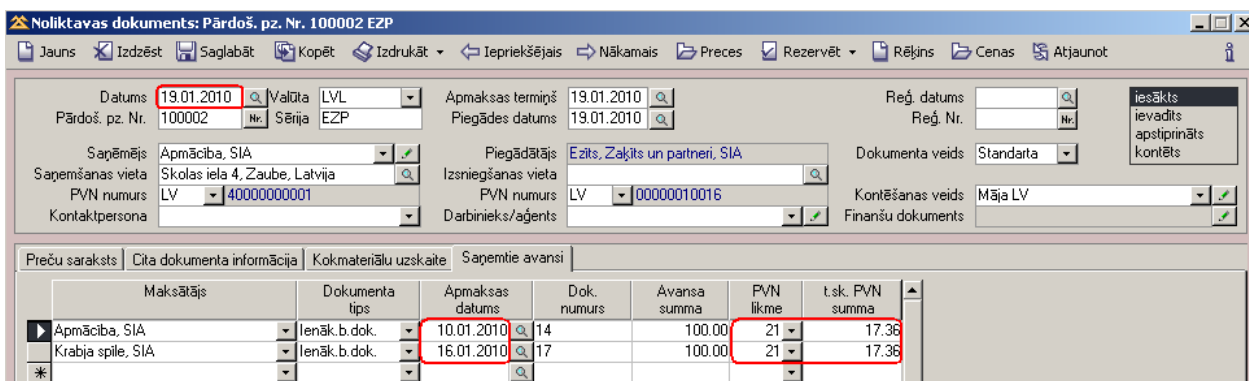 Noliktavas dokuments: Pārdoš. pz. Nr. 100002 EZP
Jauns Izdzēst Saglabāt Kopēt Izdrukāt Iepriekšējais Nākamais Preces Rezervēt Rēķins Cenas Atjaunot
Datums 19.01.2010 Valūta LVL Apmaksas termiņš 19.01.2010 Reģ. datums iesākts
Pārdoš. pz. Nr. 100002 Nr. Sērija EZP Piegādes datums 19.01.2010 Reģ. Nr. Nr. ievadīts
apstiprināts
Saņēmējs Apmācība, SIA Piegādātājs Ezīts, Zaķīts un partneri, SIA Dokumenta veids Standarta kontēts
Saņemšanas vieta Skolas iela 4, Zaube, Latvija Izsniegšanas vieta
PVN numurs LV 40000000001 PVN numurs LV 00000010016 Kontēšanas veids Māja LV
Kontaktpersona Darbinieks/aģents Finanšu dokuments
Preču saraksts Cita dokumenta informācija Kokmateriālu uzskaite Saņemtie avansi
Maksātājs Dokumenta tips Apmaksas datums Dok. numurs Avansa summa PVN likme t.sk. PVN summa
Apmācība, SIA Ienāk.b.dok. 10.01.2010 14 100.00 21 17.36
Krabja spīle, SIA Ienāk.b.dok. 16.01.2010 17 100.00 21 17.36